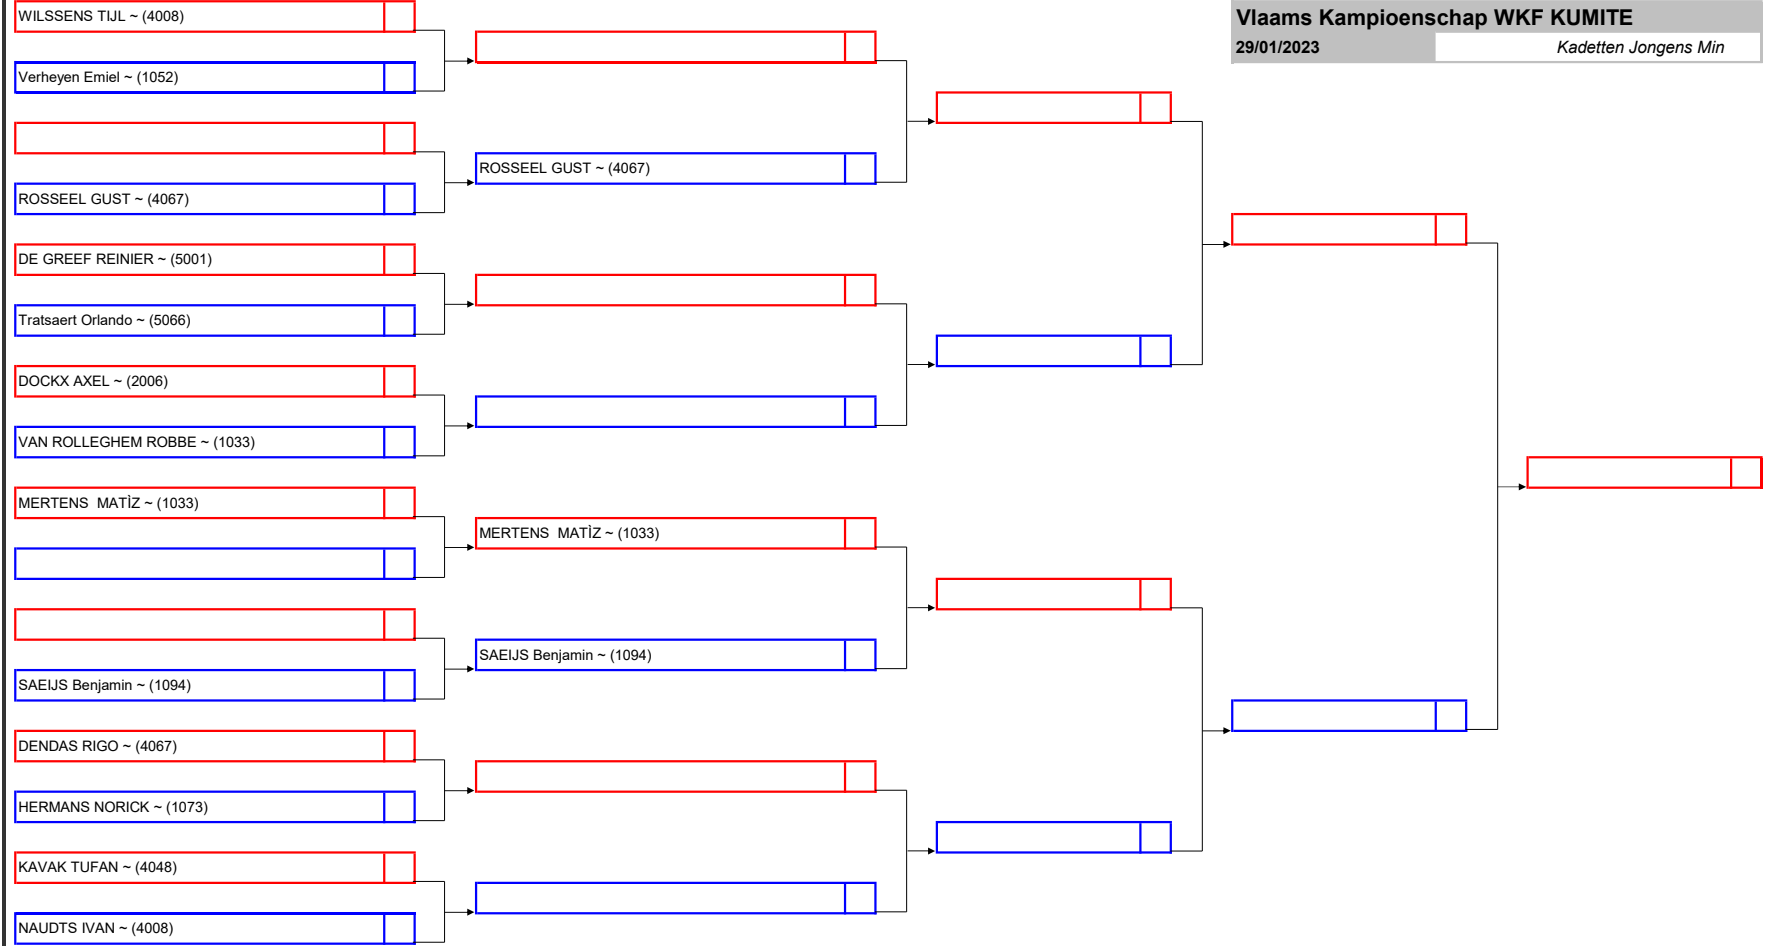 Vlaams Kampioenschap WKF KUMITE
29/01/2023
Kadetten Jongens Min
WILSSENS TIJL ~ (4008)
Verheyen Emiel ~ (1052)
ROSSEEL GUST ~ (4067)
DE GREEF REINIER ~ (5001)
Tratsaert Orlando ~ (5066)
DOCKX AXEL ~ (2006)
VAN ROLLEGHEM ROBBE ~ (1033)
MERTENS  MATÌZ ~ (1033)
SAEIJS Benjamin ~ (1094)
DENDAS RIGO ~ (4067)
HERMANS NORICK ~ (1073)
KAVAK TUFAN ~ (4048)
NAUDTS IVAN ~ (4008)
ROSSEEL GUST ~ (4067)
MERTENS  MATÌZ ~ (1033)
SAEIJS Benjamin ~ (1094)